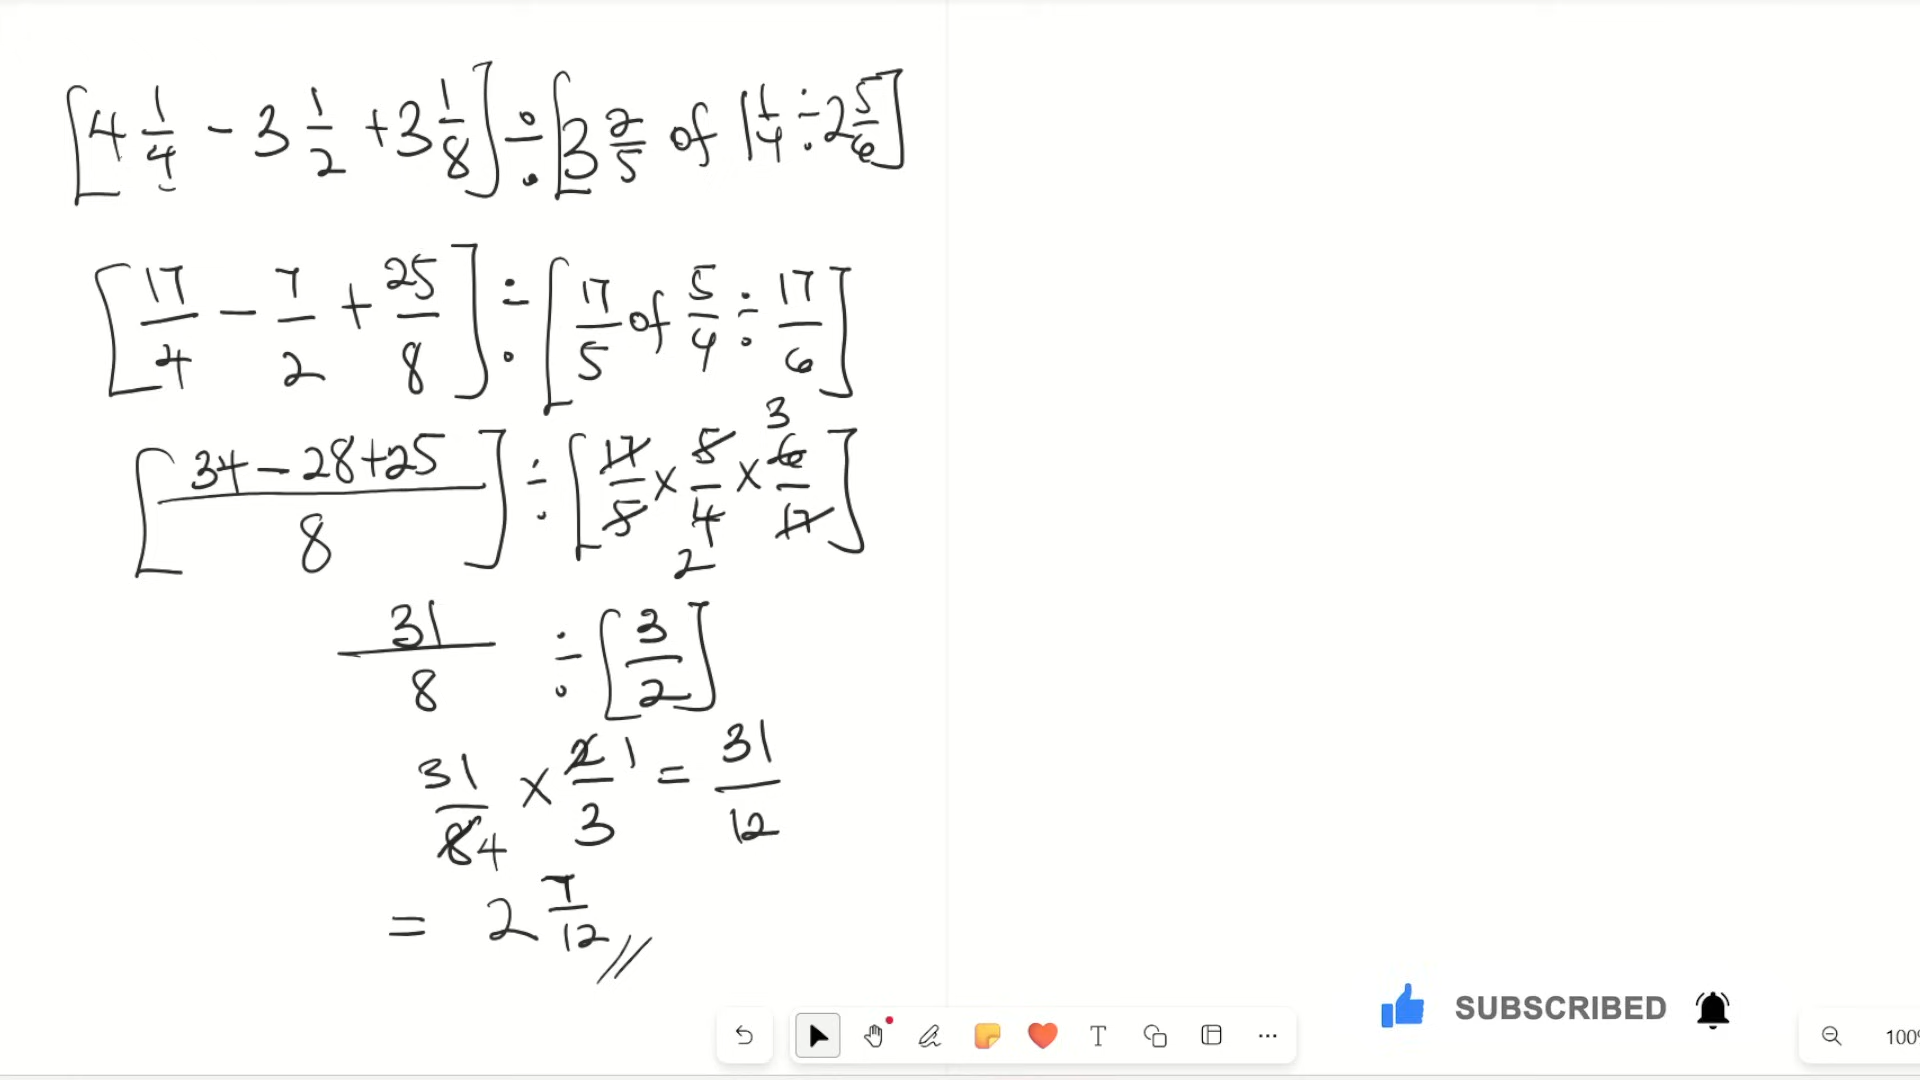 [4 1/4 - 3 1/2 + 3 1/8] ÷ [3 2/5 of 1 1/4 ÷ 2 5/6]
[17/4 - 7/2 + 25/8] ÷ [17/5 of 5/4 ÷ 17/6]
3
[34 - 28 + 25 / 8] ÷ [17/5 × 5/4 × 6/17]
2
31/8 ÷ [3/2]
31/8 4 × 2/3 1 = 31/12
= 2 7/12 //
SUBSCRIBED
T
100%